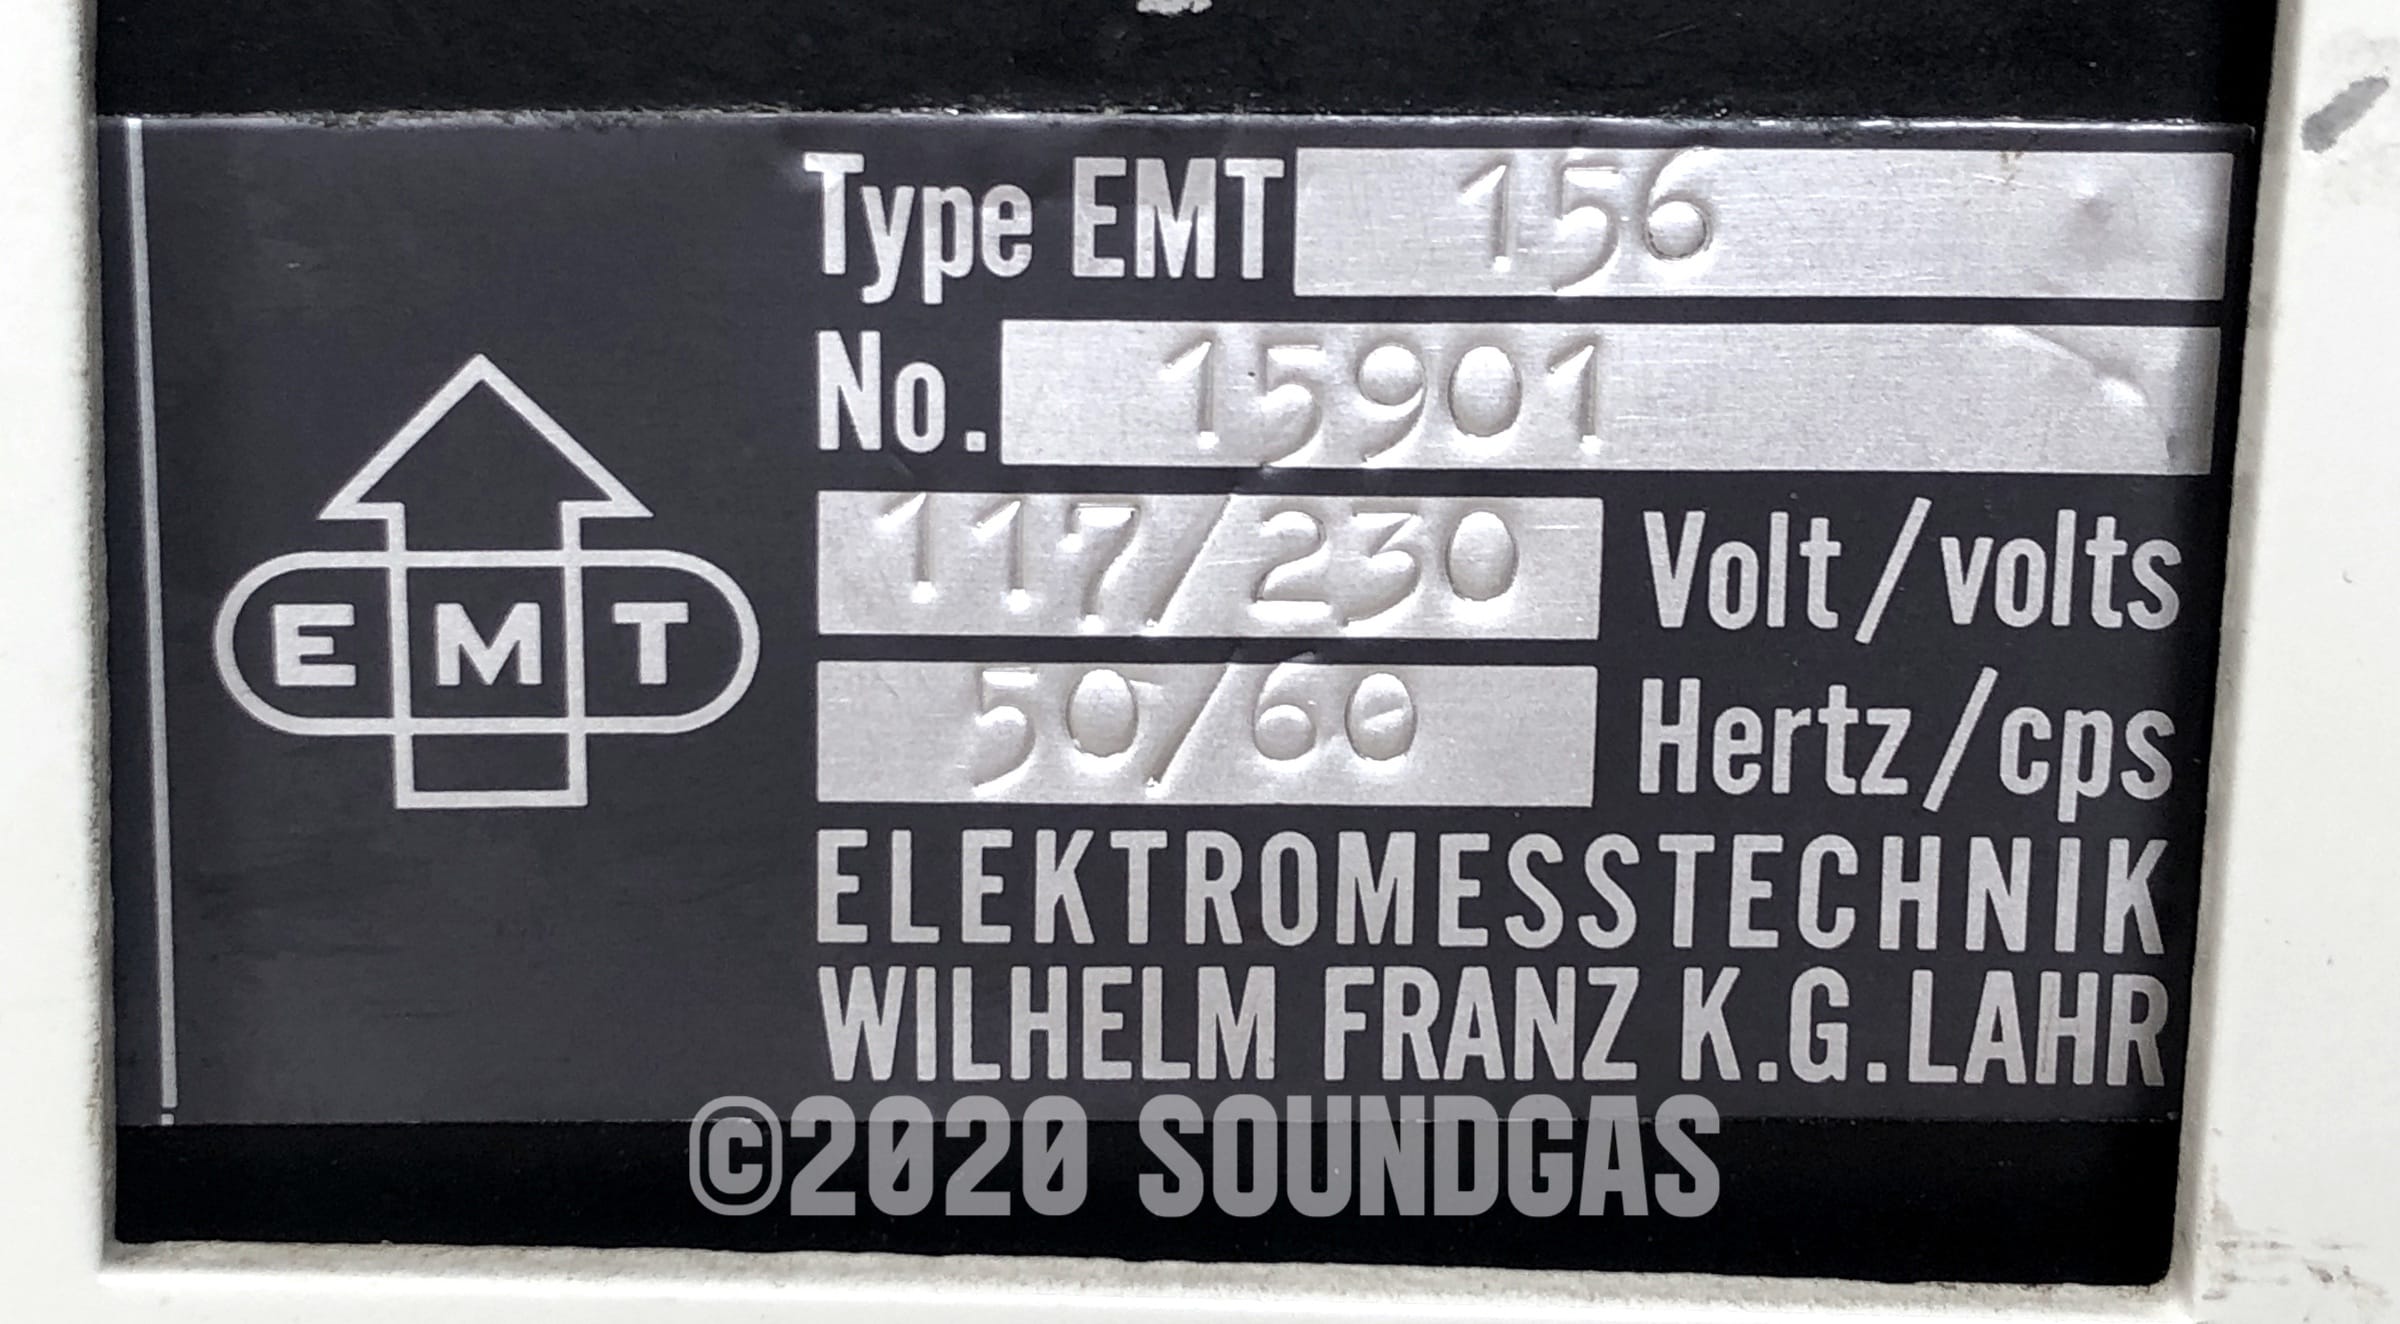 Type EMT 156
No. 15901
117/230 Volt/volts
50/60 Hertz/cps
EMT
ELEKTROMESSTECHNIK
WILHELM FRANZ K.G. LAHR
©2020 SOUNDGAS